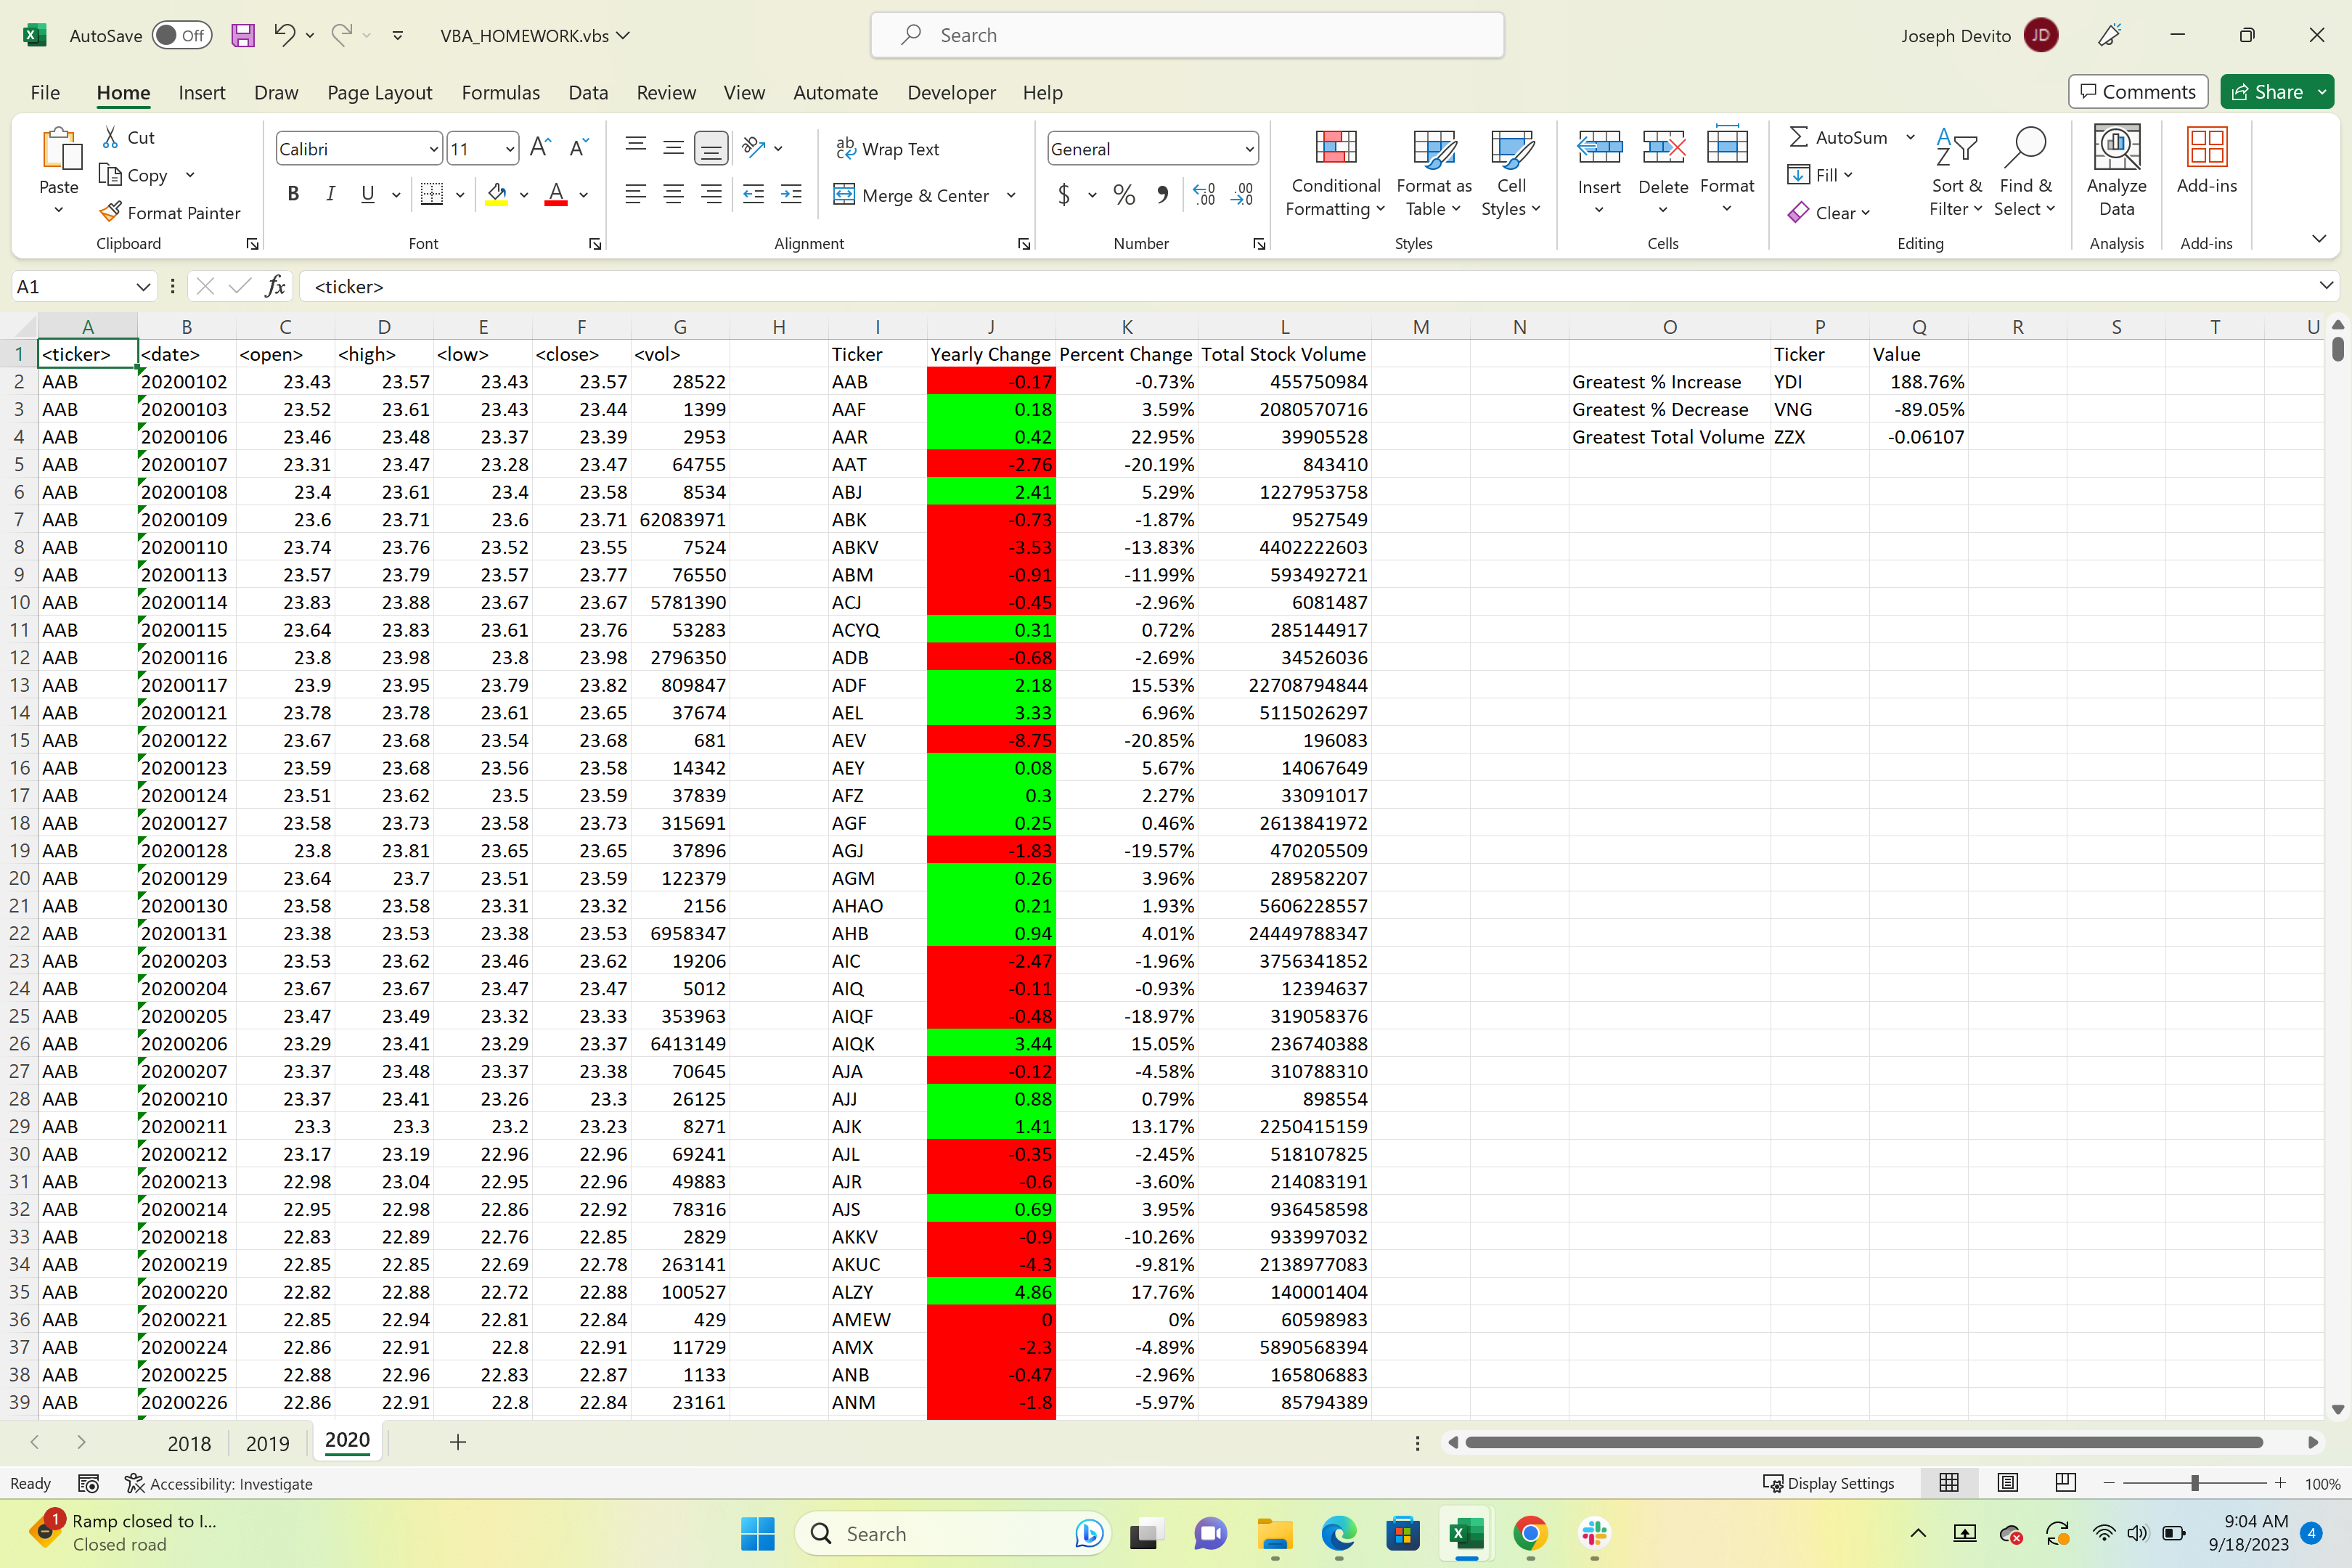 AutoSave Off VBA_HOMEWORK.vbs Search Joseph Devito JD
File Home Insert Draw Page Layout Formulas Data Review View Automate Developer Help Comments Share
Paste Cut Copy Format Painter Clipboard
Calibri 11 B I U A Font
Wrap Text Merge & Center Alignment
General $ % Number
Conditional Formatting Format as Table Cell Styles Styles
Insert Delete Format Cells
AutoSum Fill Clear Sort & Filter Find & Select Editing
Analyze Data Analysis
Add-ins Add-ins
A1 fx <ticker>
A B C D E F G H I J K L M N O P Q R S T U
1 <ticker> <date> <open> <high> <low> <close> <vol> Ticker Yearly Change Percent Change Total Stock Volume Ticker Value
2 AAB 20200102 23.43 23.57 23.43 23.57 28522 AAB -0.17 -0.73% 455750984 Greatest % Increase YDI 188.76%
3 AAB 20200103 23.52 23.61 23.43 23.44 1399 AAF 0.18 3.59% 2080570716 Greatest % Decrease VNG -89.05%
4 AAB 20200106 23.46 23.48 23.37 23.39 2953 AAR 0.42 22.95% 39905528 Greatest Total Volume ZZX -0.06107
5 AAB 20200107 23.31 23.47 23.28 23.47 64755 AAT -2.76 -20.19% 843410
6 AAB 20200108 23.4 23.61 23.4 23.58 8534 ABJ 2.41 5.29% 1227953758
7 AAB 20200109 23.6 23.71 23.6 23.71 62083971 ABK -0.73 -1.87% 9527549
8 AAB 20200110 23.74 23.76 23.52 23.55 7524 ABKV -3.53 -13.83% 4402222603
9 AAB 20200113 23.57 23.79 23.57 23.77 76550 ABM -0.91 -11.99% 593492721
10 AAB 20200114 23.83 23.88 23.67 23.67 5781390 ACJ -0.45 -2.96% 6081487
11 AAB 20200115 23.64 23.83 23.61 23.76 53283 ACYQ 0.31 0.72% 285144917
12 AAB 20200116 23.8 23.98 23.8 23.98 2796350 ADB -0.68 -2.69% 34526036
13 AAB 20200117 23.9 23.95 23.79 23.82 809847 ADF 2.18 15.53% 22708794844
14 AAB 20200121 23.78 23.78 23.61 23.65 37674 AEL 3.33 6.96% 5115026297
15 AAB 20200122 23.67 23.68 23.54 23.68 681 AEV -8.75 -20.85% 196083
16 AAB 20200123 23.59 23.68 23.56 23.58 14342 AEY 0.08 5.67% 14067649
17 AAB 20200124 23.51 23.62 23.5 23.59 37839 AFZ 0.3 2.27% 33091017
18 AAB 20200127 23.58 23.73 23.58 23.73 315691 AGF 0.25 0.46% 2613841972
19 AAB 20200128 23.8 23.81 23.65 23.65 37896 AGJ -1.83 -19.57% 470205509
20 AAB 20200129 23.64 23.7 23.51 23.59 122379 AGM 0.26 3.96% 289582207
21 AAB 20200130 23.58 23.58 23.31 23.32 2156 AHAO 0.21 1.93% 5606228557
22 AAB 20200131 23.38 23.53 23.38 23.53 6958347 AHB 0.94 4.01% 24449788347
23 AAB 20200203 23.53 23.62 23.46 23.62 19206 AIC -2.47 -1.96% 3756341852
24 AAB 20200204 23.67 23.67 23.47 23.47 5012 AIQ -0.11 -0.93% 12394637
25 AAB 20200205 23.47 23.49 23.32 23.33 353963 AIQF -0.48 -18.97% 319058376
26 AAB 20200206 23.29 23.41 23.29 23.37 6413149 AIQK 3.44 15.05% 236740388
27 AAB 20200207 23.37 23.48 23.37 23.38 70645 AJA -0.12 -4.58% 310788310
28 AAB 20200210 23.37 23.41 23.26 23.3 26125 AJJ 0.88 0.79% 898554
29 AAB 20200211 23.3 23.3 23.2 23.23 8271 AJK 1.41 13.17% 2250415159
30 AAB 20200212 23.17 23.19 22.96 22.96 69241 AJL -0.35 -2.45% 518107825
31 AAB 20200213 22.98 23.04 22.95 22.96 49883 AJR -0.6 -3.60% 214083191
32 AAB 20200214 22.95 22.98 22.86 22.92 78316 AJS 0.69 3.95% 936458598
33 AAB 20200218 22.83 22.89 22.76 22.85 2829 AKKV -0.9 -10.26% 933997032
34 AAB 20200219 22.85 22.85 22.69 22.78 263141 AKUC -4.3 -9.81% 2138977083
35 AAB 20200220 22.82 22.88 22.72 22.88 100527 ALZY 4.86 17.76% 140001404
36 AAB 20200221 22.85 22.94 22.81 22.84 429 AMEW 0 0% 60598983
37 AAB 20200224 22.86 22.91 22.8 22.91 11729 AMX -2.3 -4.89% 5890568394
38 AAB 20200225 22.88 22.96 22.83 22.87 1133 ANB -0.47 -2.96% 165806883
39 AAB 20200226 22.86 22.91 22.8 22.84 23161 ANM -1.8 -5.97% 85794389
2018 2019 2020
Ready Accessibility: Investigate Display Settings 100%
1 Ramp closed to I...
Closed road
Search
9:04 AM
9/18/2023 4